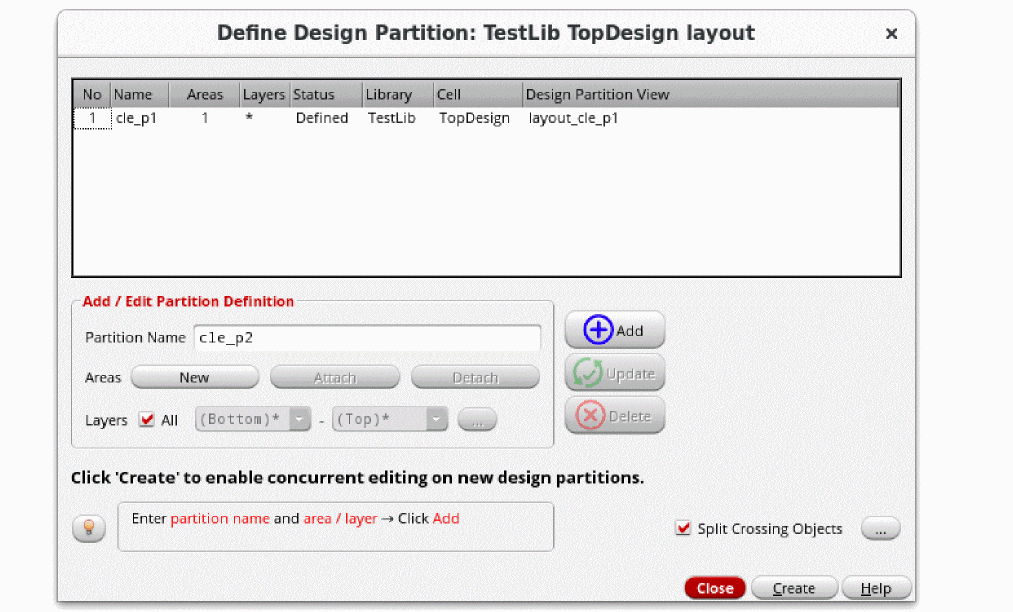 Define Design Partition: TestLib TopDesign layout ×
No Name Areas Layers Status Library Cell Design Partition View
1 cle_p1 1 * Defined TestLib TopDesign layout_cle_p1
Add / Edit Partition Definition
Partition Name cle_p2
Add
Areas New Attach Detach
Update
Layers All (Bottom)* - (Top)* ...
Delete
Click 'Create' to enable concurrent editing on new design partitions.
Enter partition name and area / layer → Click Add
Split Crossing Objects ...
Close Create Help